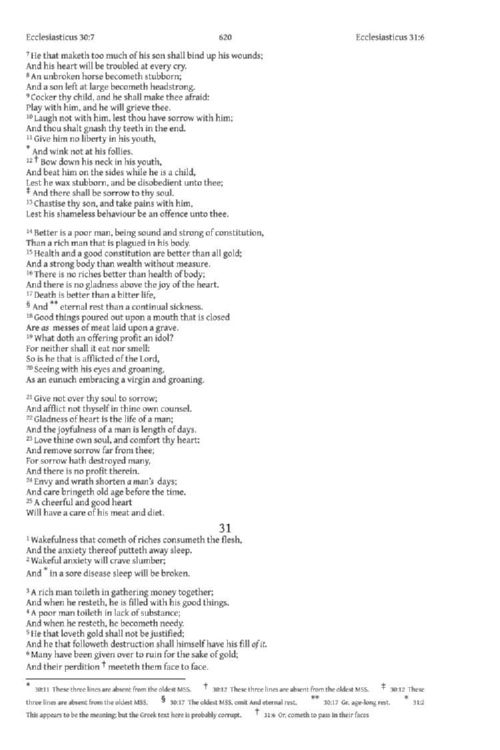 Ecclesiasticus 30:7 620 Ecclesiasticus 31:6
7 He that maketh too much of his son shall bind up his wounds;
And his heart will be troubled at every cry.
8 An unbroken horse becometh stubborn;
And a son left at large becometh headstrong.
9 Cocker thy child, and he shall make thee afraid:
Play with him, and he will grieve thee.
10 Laugh not with him, lest thou have sorrow with him;
And thou shalt gnash thy teeth in the end.
11 Give him no liberty in his youth,
* And wink not at his follies.
12 † Bow down his neck in his youth,
And beat him on the sides while he is a child,
Lest he wax stubborn, and be disobedient unto thee;
‡ And there shall be sorrow to thy soul.
13 Chastise thy son, and take pains with him,
Lest his shameless behaviour be an offence unto thee.
14 Better is a poor man, being sound and strong of constitution,
Than a rich man that is plagued in his body.
15 Health and a good constitution are better than all gold;
And a strong body than wealth without measure.
16 There is no riches better than health of body;
And there is no gladness above the joy of the heart.
17 Death is better than a bitter life,
§ And ** eternal rest than a continual sickness.
18 Good things poured out upon a mouth that is closed
Are as messes of meat laid upon a grave.
19 What doth an offering profit an idol?
For neither shall it eat nor smell:
So is he that is afflicted of the Lord,
20 Seeing with his eyes and groaning,
As an eunuch embracing a virgin and groaning.
21 Give not over thy soul to sorrow;
And afflict not thyself in thine own counsel.
22 Gladness of heart is the life of a man;
And the joyfulness of a man is length of days.
23 Love thine own soul, and comfort thy heart:
And remove sorrow far from thee;
For sorrow hath destroyed many,
And there is no profit therein.
24 Envy and wrath shorten a man's days;
And care bringeth old age before the time.
25 A cheerful and good heart
Will have a care of his meat and diet.
31
1 Wakefulness that cometh of riches consumeth the flesh,
And the anxiety thereof putteth away sleep.
2 Wakeful anxiety will crave slumber;
And * in a sore disease sleep will be broken.
3 A rich man toileth in gathering money together;
And when he resteth, he is filled with his good things.
4 A poor man toileth in lack of substance;
And when he resteth, he becometh needy.
5 He that loveth gold shall not be justified;
And he that followeth destruction shall himself have his fill of it.
6 Many have been given over to ruin for the sake of gold;
And their perdition † meeteth them face to face.
* 30:11 These three lines are absent from the oldest MSS. † 30:12 These three lines are absent from the oldest MSS. ‡ 30:12 These
three lines are absent from the oldest MSS. § 30:17 The oldest MSS. omit And eternal rest. ** 30:17 Gr. age-long rest. * 31:2
This appears to be the meaning; but the Greek text here is probably corrupt. † 31:6 Or, cometh to pass in their faces